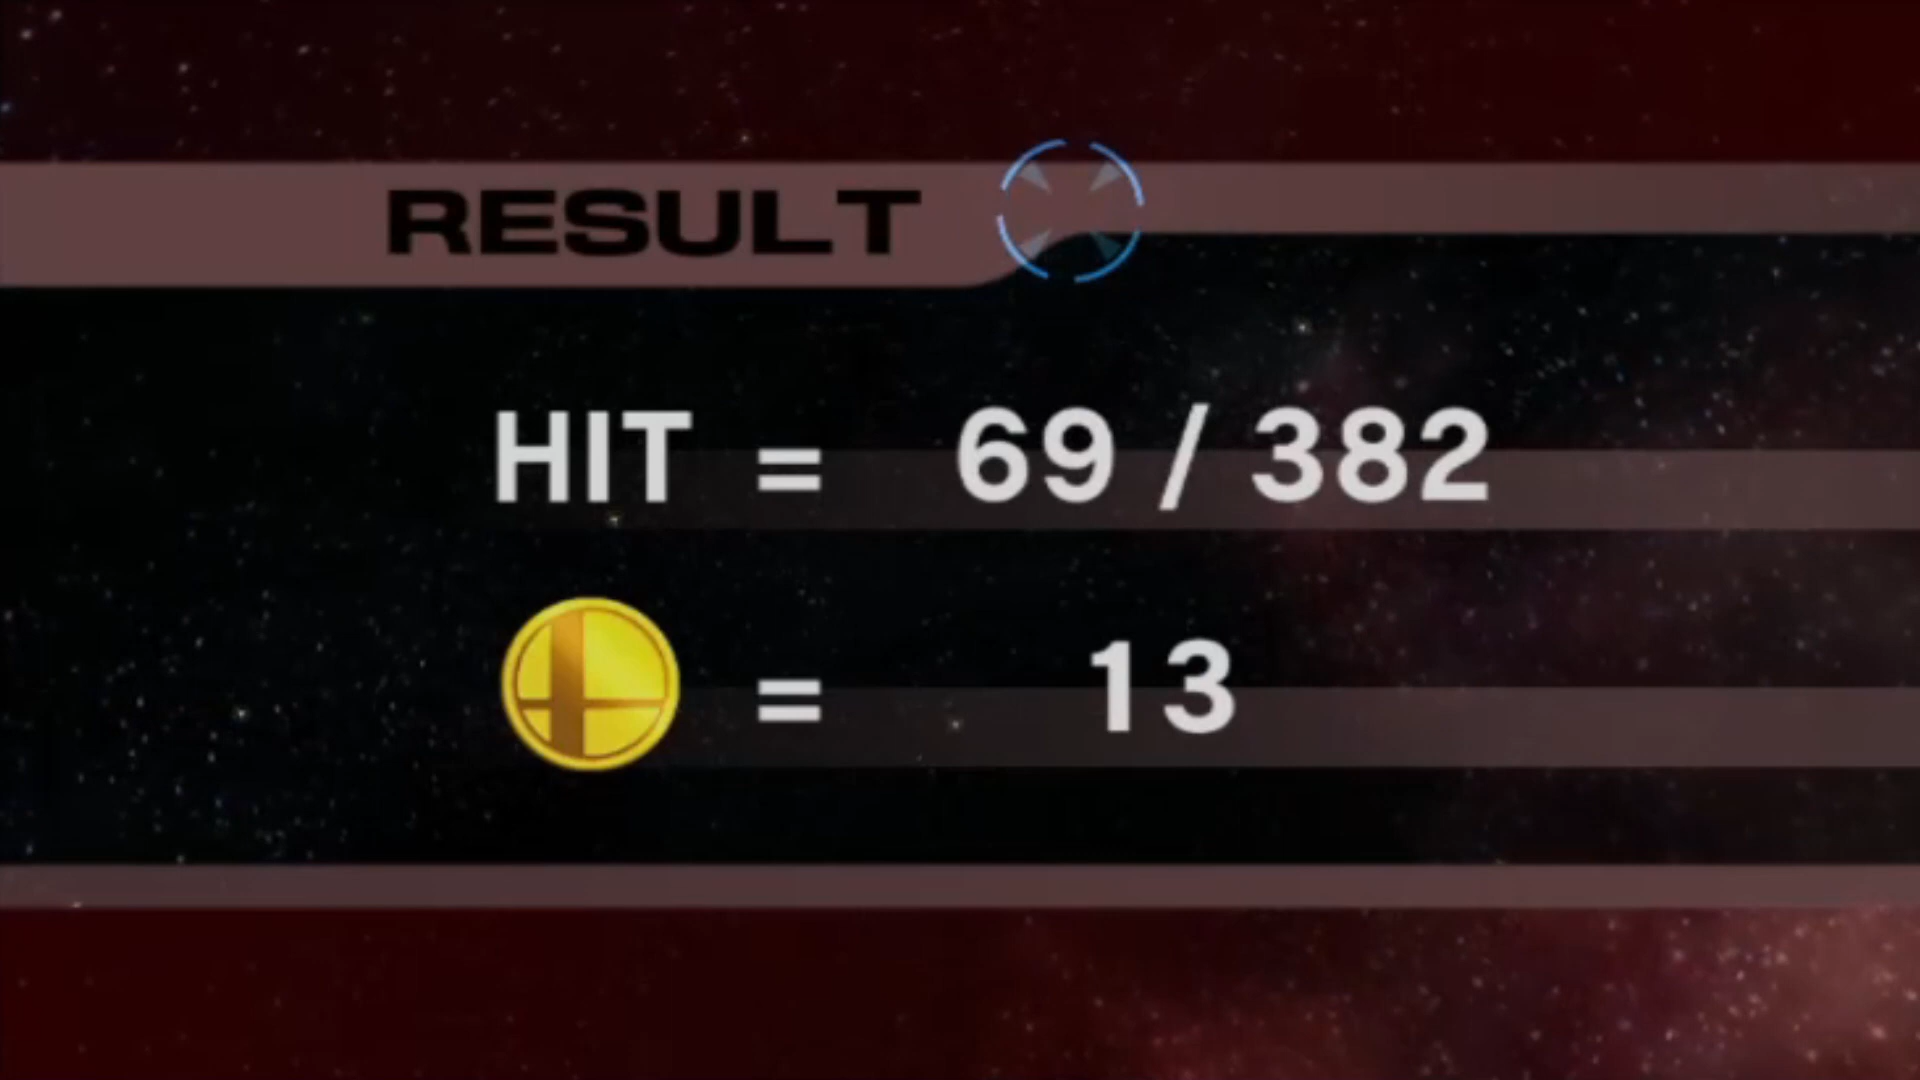 RESULT
HIT = 69 / 382
= 13